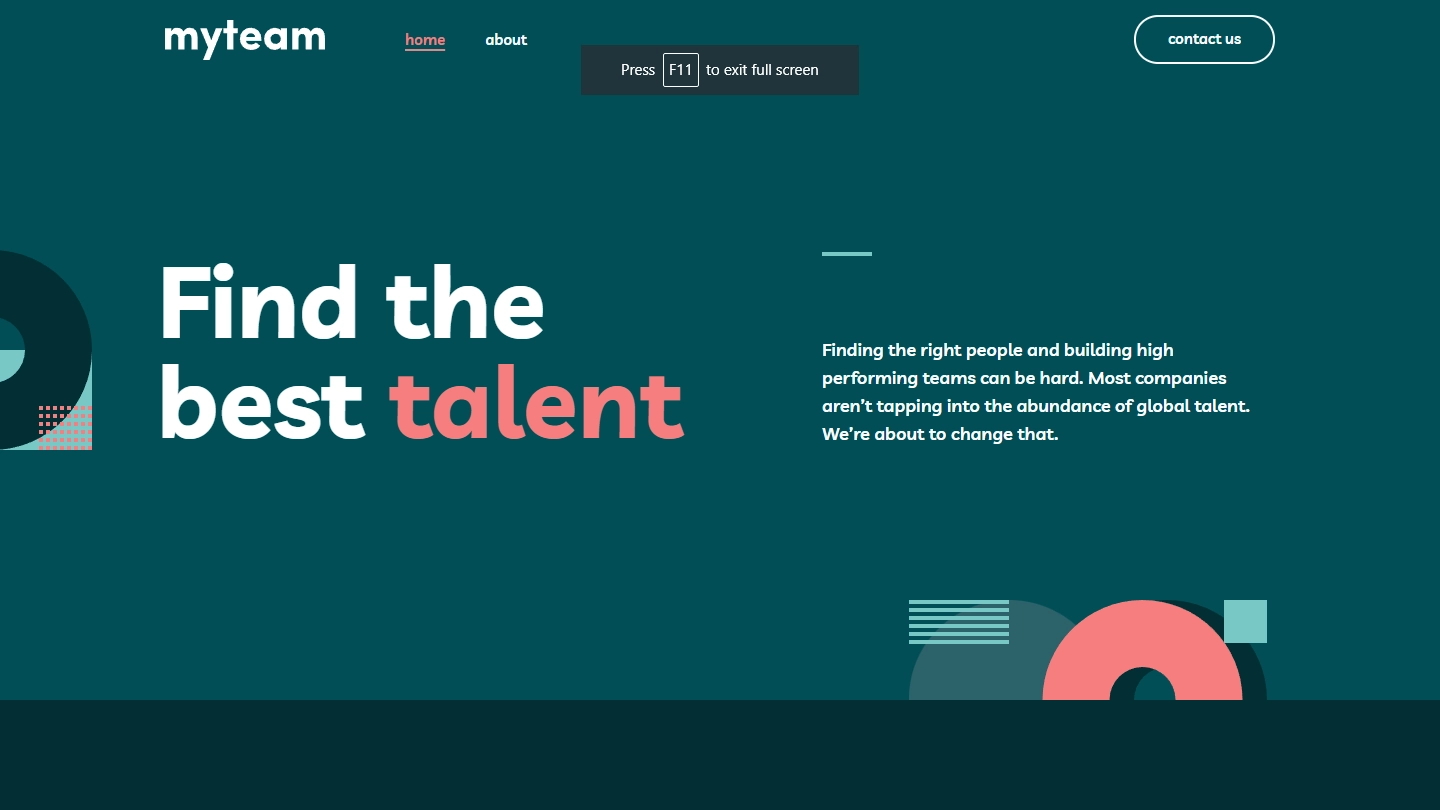 myteam
home
about
contact us
Press F11 to exit full screen
Find the
best talent
Finding the right people and building high
performing teams can be hard. Most companies
aren’t tapping into the abundance of global talent.
We’re about to change that.